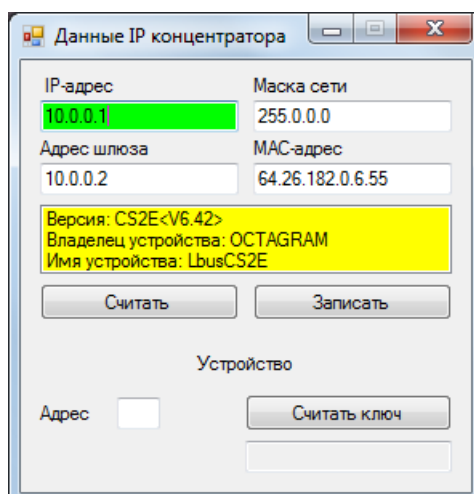 Данные IP концентратора
IP-адрес Маска сети
10.0.0.1 255.0.0.0
Адрес шлюза MAC-адрес
10.0.0.2 64.26.182.0.6.55
Версия: CS2E<V6.42>
Владелец устройства: OCTAGRAM
Имя устройства: LbusCS2E
Считать Записать
Устройство
Адрес Считать ключ